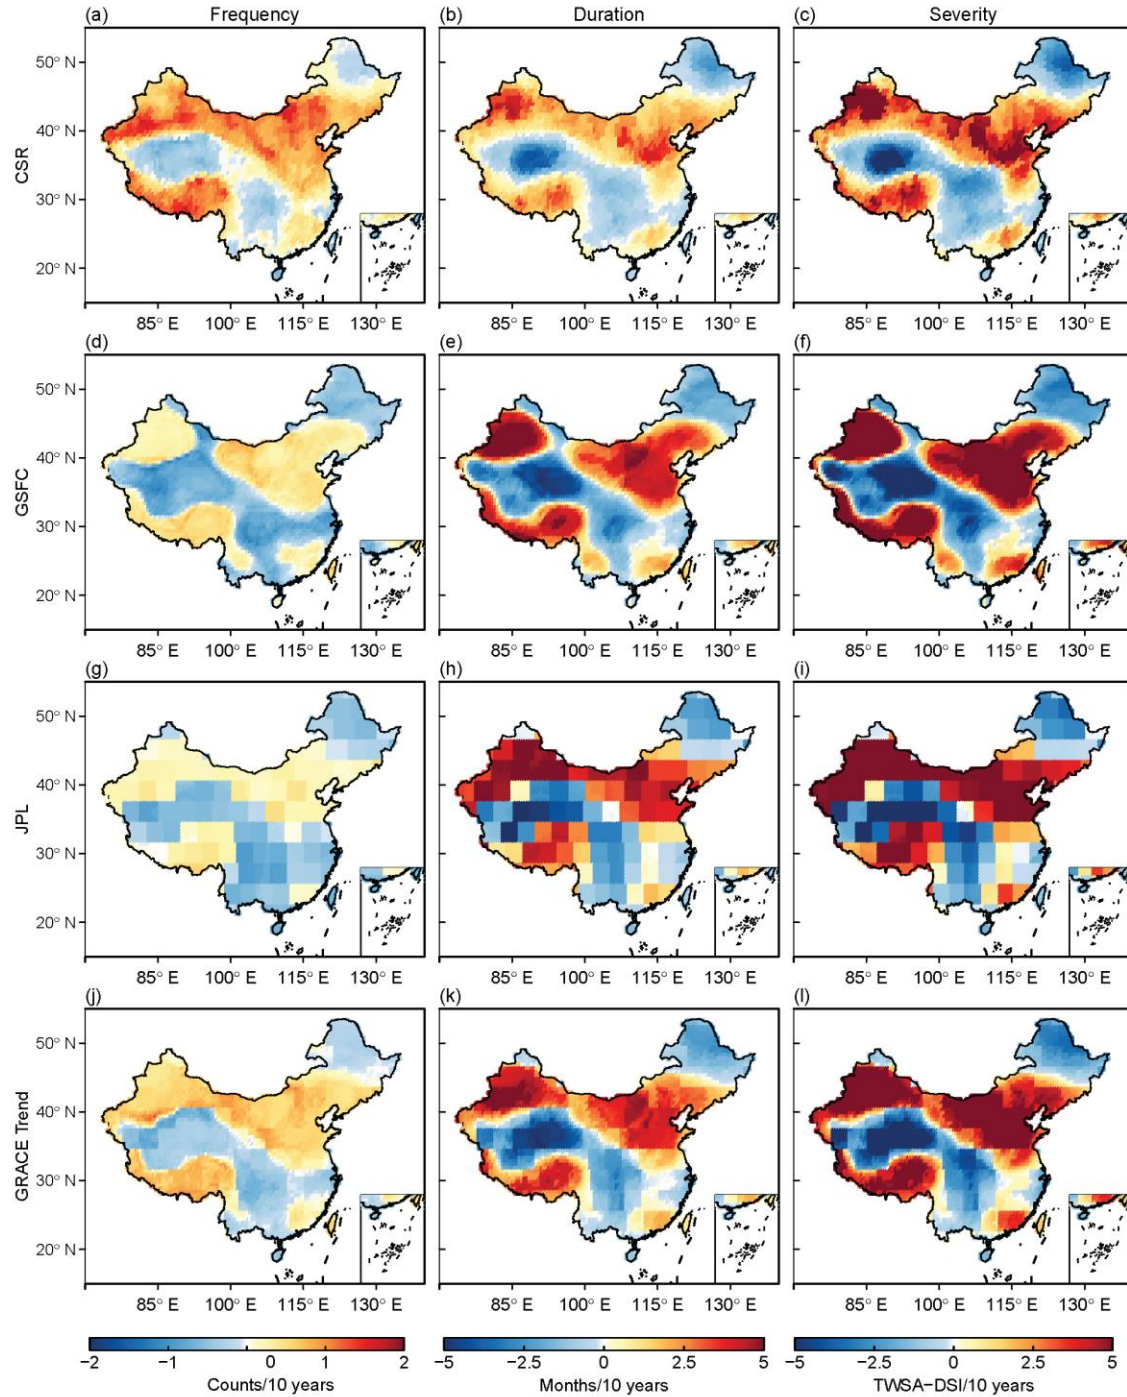 (a) Frequency (b) Duration (c) Severity
50° N
40° N
30° N
20° N
CSR
85° E 100° E 115° E 130° E 85° E 100° E 115° E 130° E 85° E 100° E 115° E 130° E
(d) (e) (f)
50° N
40° N
30° N
20° N
GSFC
85° E 100° E 115° E 130° E 85° E 100° E 115° E 130° E 85° E 100° E 115° E 130° E
(g) (h) (i)
50° N
40° N
30° N
20° N
JPL
85° E 100° E 115° E 130° E 85° E 100° E 115° E 130° E 85° E 100° E 115° E 130° E
(j) (k) (l)
50° N
40° N
30° N
20° N
GRACE Trend
85° E 100° E 115° E 130° E 85° E 100° E 115° E 130° E 85° E 100° E 115° E 130° E
−2 −1 0 1 2 −5 −2.5 0 2.5 5 −5 −2.5 0 2.5 5
Counts/10 years Months/10 years TWSA−DSI/10 years